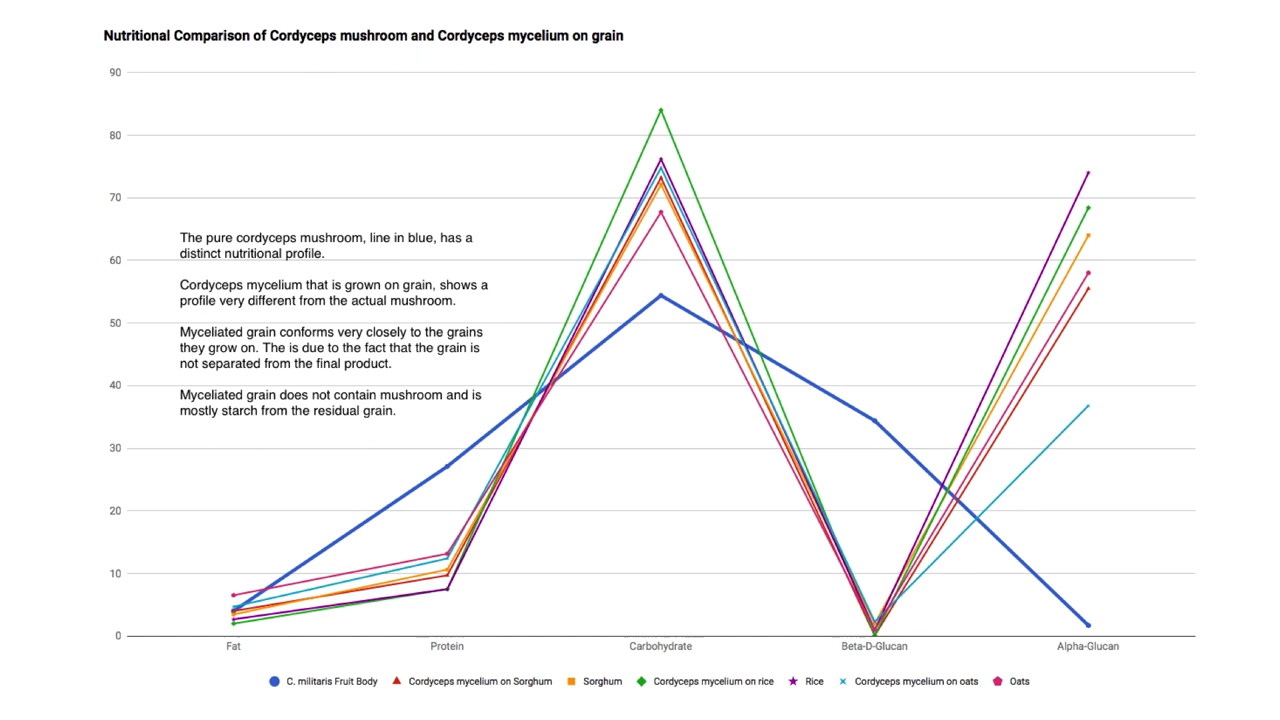 Nutritional Comparison of Cordyceps mushroom and Cordyceps mycelium on grain
90
80
70
60
50
40
30
20
10
0
The pure cordyceps mushroom, line in blue, has a
distinct nutritional profile.
Cordyceps mycelium that is grown on grain, shows a
profile very different from the actual mushroom.
Myceliated grain conforms very closely to the grains
they grow on. The is due to the fact that the grain is
not separated from the final product.
Myceliated grain does not contain mushroom and is
mostly starch from the residual grain.
Fat Protein Carbohydrate Beta-D-Glucan Alpha-Glucan
C. militaris Fruit Body Cordyceps mycelium on Sorghum Sorghum Cordyceps mycelium on rice Rice Cordyceps mycelium on oats Oats